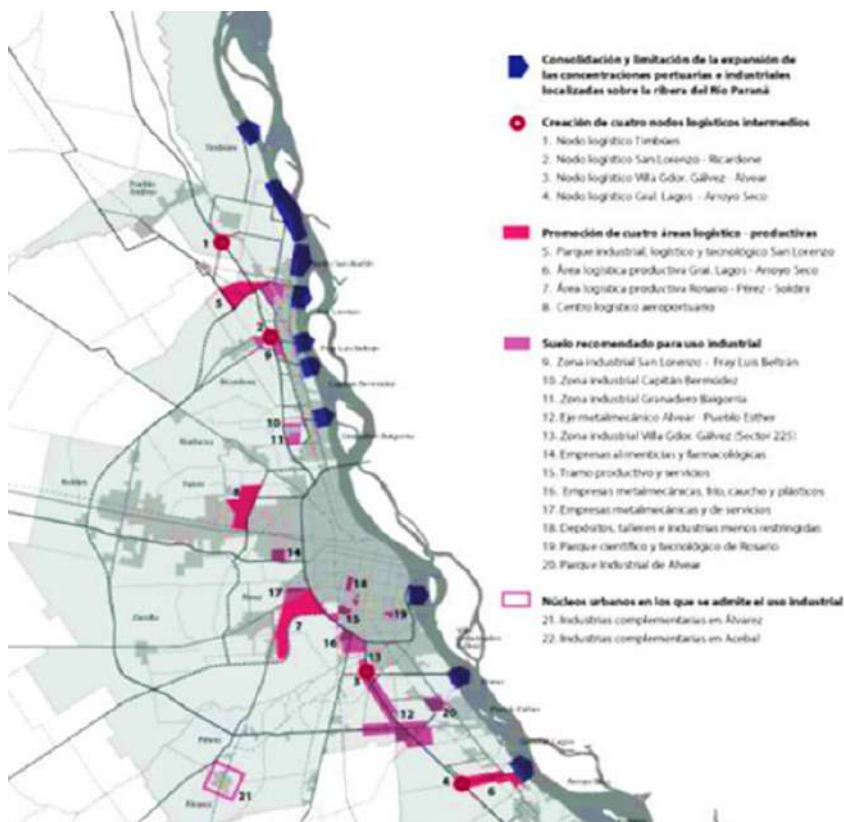 Consolidación y limitación de la expansión de
las concentraciones portuarias e industriales
localizadas sobre la ribera del Río Paraná
Creación de cuatro nodos logísticos intermedios
1. Nodo logístico Timbúes
2. Nodo logístico San Lorenzo - Ricardone
3. Nodo logístico Villa Gdor. Gálvez - Alvear
4. Nodo logístico Gral. Lagos - Arroyo Seco
Promoción de cuatro áreas logístico - productivas
5. Parque industrial, logístico y tecnológico San Lorenzo
6. Área logística productiva Gral. Lagos - Arroyo Seco
7. Área logística productiva Rosario - Pérez - Soldini
8. Centro logístico aeroportuario
Suelo recomendado para uso industrial
9. Zona industrial San Lorenzo - Fray Luis Beltrán
10. Zona industrial Capitán Bermúdez
11. Zona industrial Granadero Baigorria
12. Eje metalmecánico Alvear - Pueblo Esther
13. Zona industrial Villa Gdor. Gálvez (Sector 225)
14. Empresas alimenticias y farmacológicas
15. Tramo productivo y servicios
16. Empresas metalmecánicas, frío, caucho y plásticos
17. Empresas metalmecánicas y de servicios
18. Depósitos, talleres e industrias menos restringidas
19. Parque científico y tecnológico de Rosario
20. Parque Industrial de Alvear
Núcleos urbanos en los que se admite el uso industrial
21. Industrias complementarias en Álvarez
22. Industrias complementarias en Acebal
Timbúes
Pueblo
Andino
1
5
2
Fray Luis Beltrán
9
Ricardone
Capitán Bermúdez
10
11
Granadero Baigorria
Ibarlucea
Roldán
Funes
8
14
18
17
Pérez
15
19
Zavalla
7
16
13
3
Alvear
20
Pueblo Esther
12
Piñero
4
6
Arroyo Seco
21
Álvarez